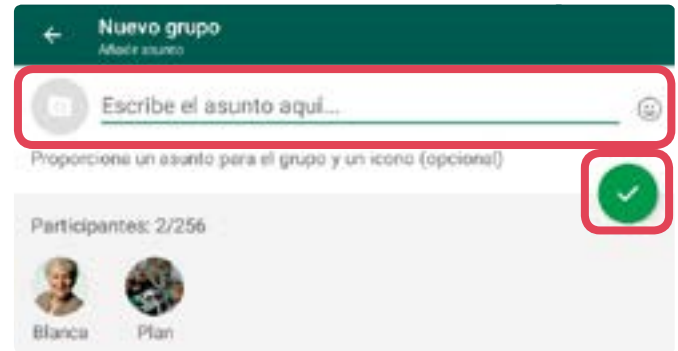 Nuevo grupo
Añadir asunto
Escribe el asunto aquí...
Proporciona un asunto para el grupo y un icono (opcional)
Participantes: 2/256
Blanca Plan